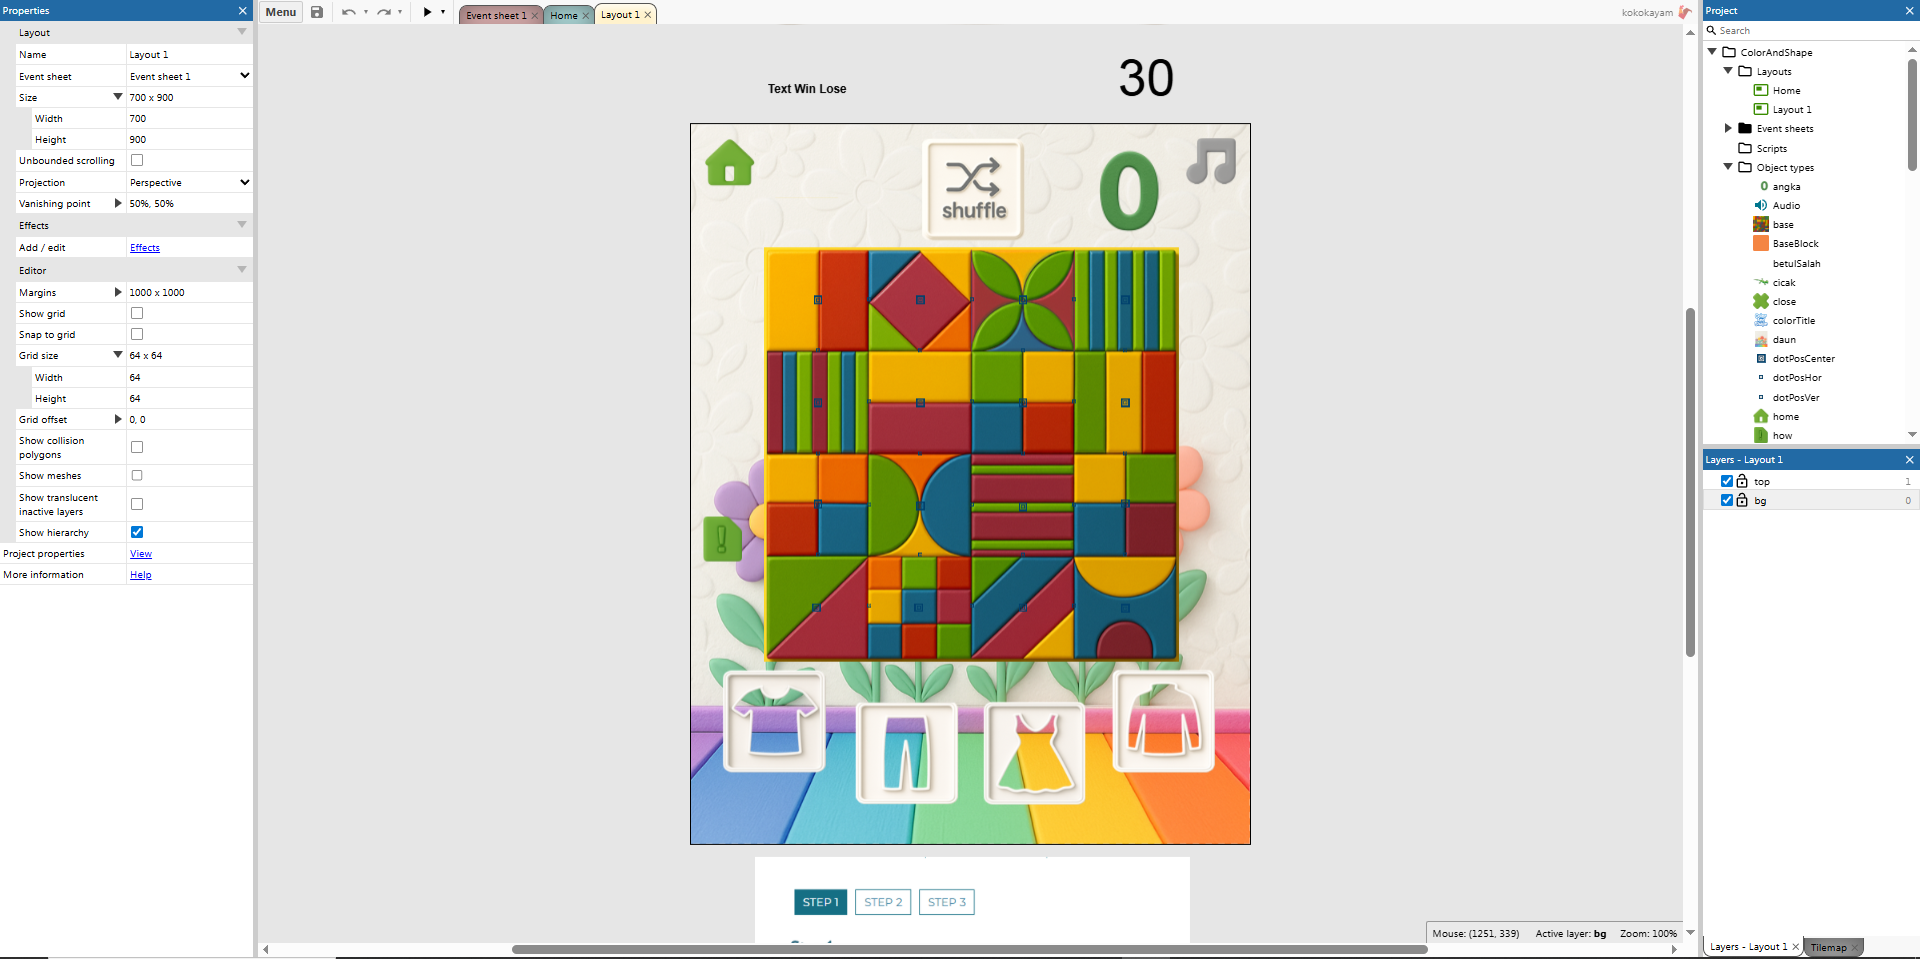 Properties
Menu
Event sheet 1
Home
Layout 1
kokokayam
Layout
Name
Layout 1
Event sheet
Event sheet 1
Size
700 x 900
Width
700
Height
900
Unbounded scrolling
Projection
Perspective
Vanishing point
50%, 50%
Effects
Add / edit
Effects
Editor
Margins
1000 x 1000
Show grid
Snap to grid
Grid size
64 x 64
Width
64
Height
64
Grid offset
0, 0
Show collision
polygons
Show meshes
Show translucent
inactive layers
Show hierarchy
Project properties
View
More information
Help
Text Win Lose
30
shuffle
0
!
STEP 1
STEP 2
STEP 3
Mouse: (1251, 339)
Active layer: bg
Zoom: 100%
Project
Search
ColorAndShape
Layouts
Home
Layout 1
Event sheets
Scripts
Object types
angka
Audio
base
BaseBlock
betulSalah
cicak
close
colorTitle
daun
dotPosCenter
dotPosHor
dotPosVer
home
how
Layers - Layout 1
top
1
bg
0
Layers - Layout 1
Tilemap